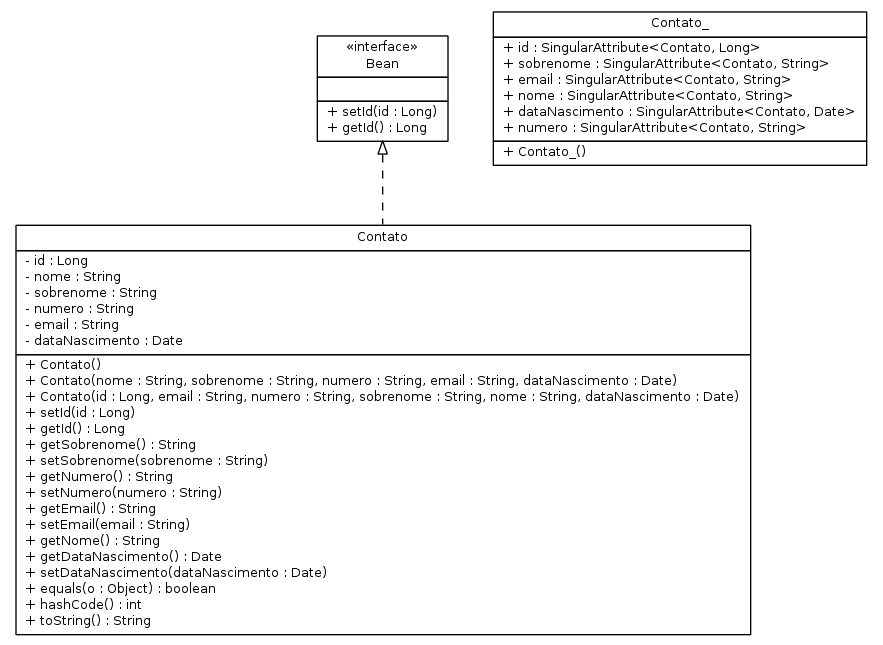 «interface»
Bean
+ setId(id : Long)
+ getId() : Long
Contato_
+ id : SingularAttribute<Contato, Long>
+ sobrenome : SingularAttribute<Contato, String>
+ email : SingularAttribute<Contato, String>
+ nome : SingularAttribute<Contato, String>
+ dataNascimento : SingularAttribute<Contato, Date>
+ numero : SingularAttribute<Contato, String>
+ Contato_()
Contato
- id : Long
- nome : String
- sobrenome : String
- numero : String
- email : String
- dataNascimento : Date
+ Contato()
+ Contato(nome : String, sobrenome : String, numero : String, email : String, dataNascimento : Date)
+ Contato(id : Long, email : String, numero : String, sobrenome : String, nome : String, dataNascimento : Date)
+ setId(id : Long)
+ getId() : Long
+ getSobrenome() : String
+ setSobrenome(sobrenome : String)
+ getNumero() : String
+ setNumero(numero : String)
+ getEmail() : String
+ setEmail(email : String)
+ getNome() : String
+ getDataNascimento() : Date
+ setDataNascimento(dataNascimento : Date)
+ equals(o : Object) : boolean
+ hashCode() : int
+ toString() : String